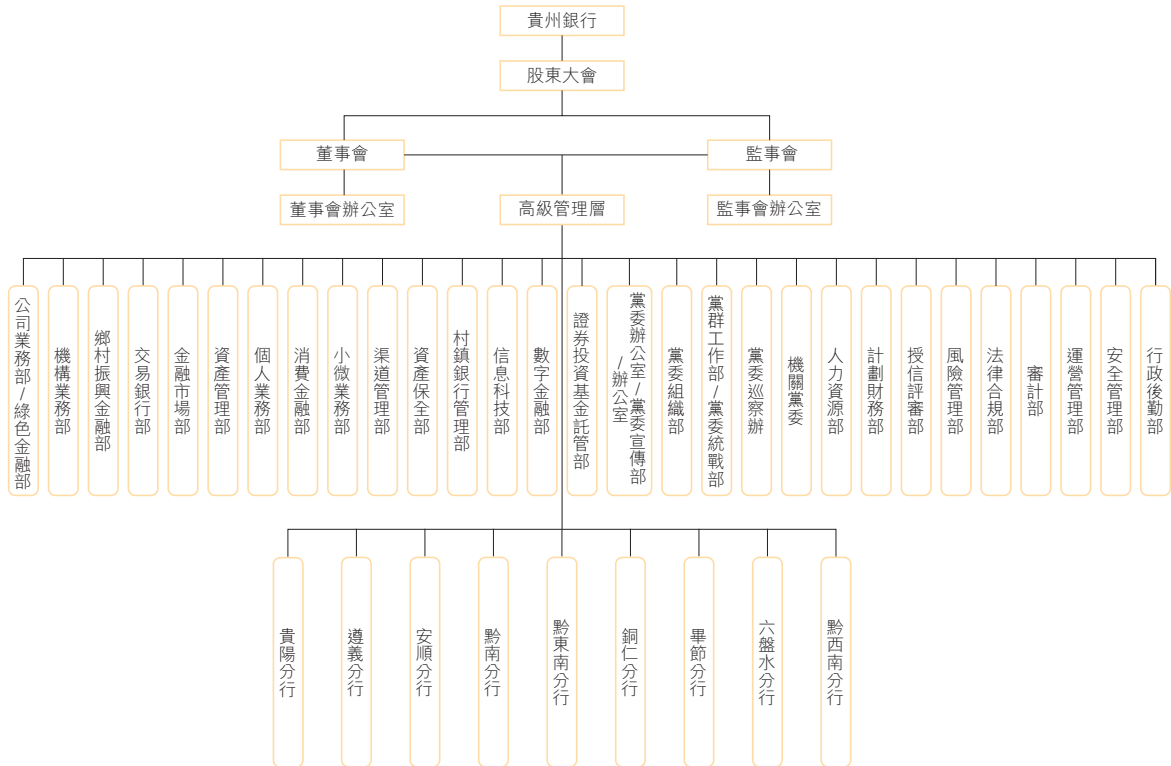 貴州銀行
股東大會
董事會
監事會
董事會辦公室
高級管理層
監事會辦公室
公司業務部/綠色金融部
機構業務部
鄉村振興金融部
交易銀行部
金融市場部
資產管理部
個人業務部
消費金融部
小微業務部
渠道管理部
資產保全部
村鎮銀行管理部
信息科技部
數字金融部
證券投資基金託管部
黨委辦公室/黨委宣傳部
/辦公室
黨委組織部
黨群工作部/黨委統戰部
黨委巡察辦
機關黨委
人力資源部
計劃財務部
授信評審部
風險管理部
法律合規部
審計部
運營管理部
安全管理部
行政後勤部
貴陽分行
遵義分行
安順分行
黔南分行
黔東南分行
銅仁分行
畢節分行
六盤水分行
黔西南分行